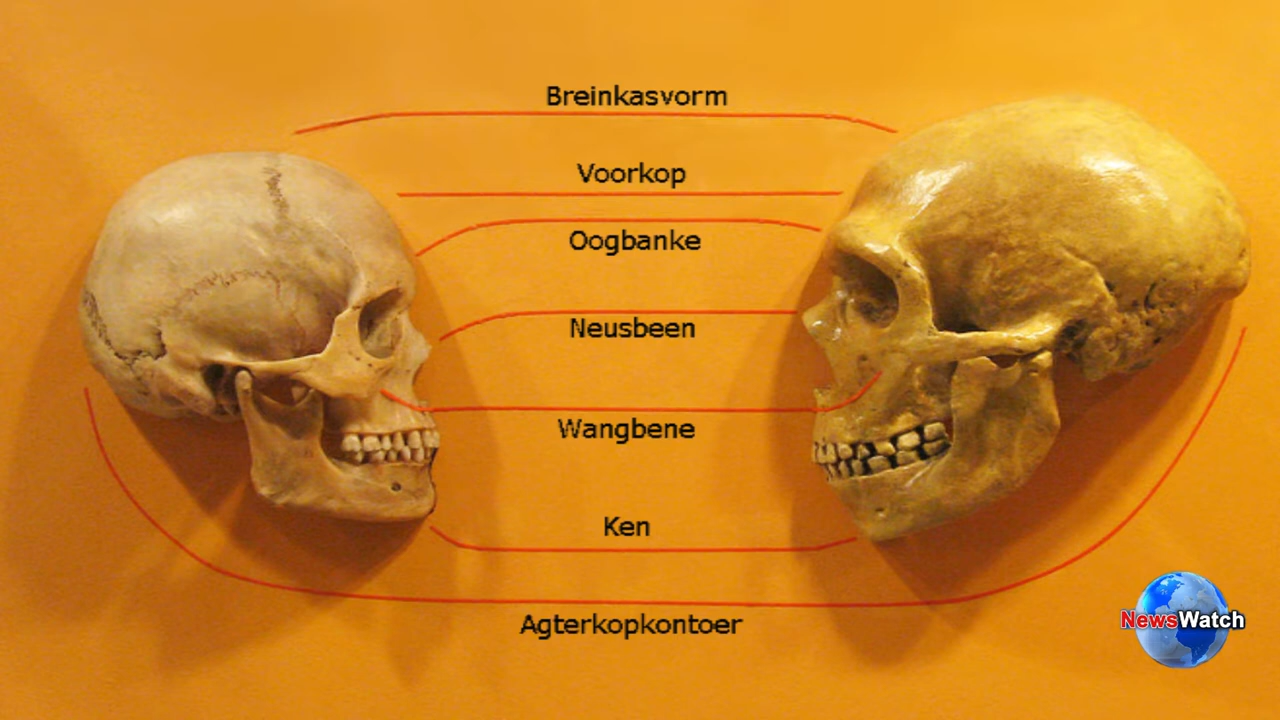 Breinkasvorm
Voorkop
Oogbanke
Neusbeen
Wangbene
Ken
Agterkopkontoer
NewsWatch